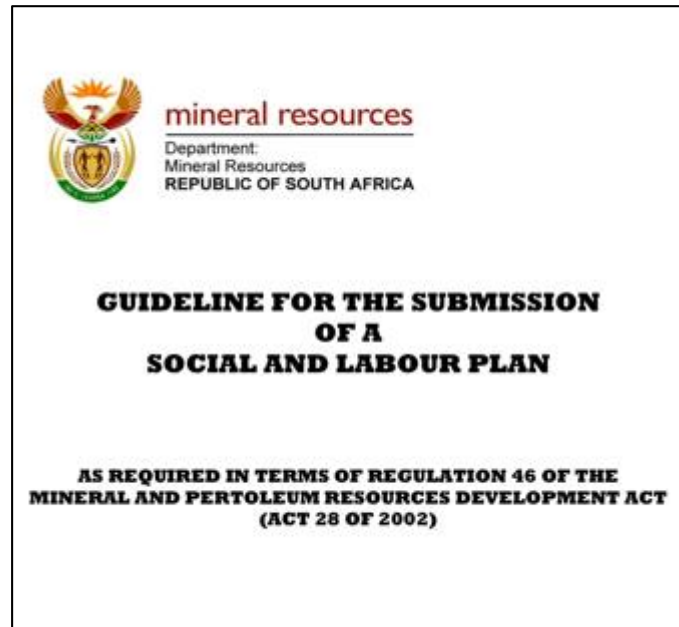 mineral resources
Department:
Mineral Resources
REPUBLIC OF SOUTH AFRICA
GUIDELINE FOR THE SUBMISSION
OF A
SOCIAL AND LABOUR PLAN
AS REQUIRED IN TERMS OF REGULATION 46 OF THE
MINERAL AND PERTOLEUM RESOURCES DEVELOPMENT ACT
(ACT 28 OF 2002)